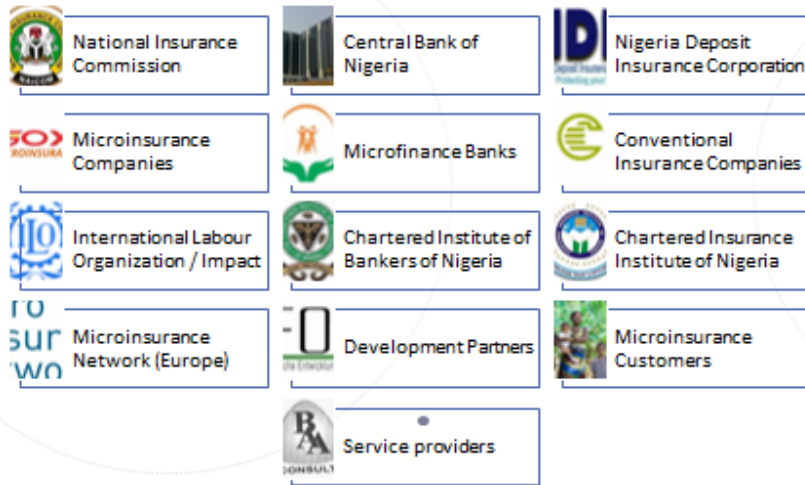 National Insurance
Commission
Central Bank of
Nigeria
Nigeria Deposit
Insurance Corporation
Microinsurance
Companies
Microfinance Banks
Conventional
Insurance Companies
International Labour
Organization / Impact
Chartered Institute of
Bankers of Nigeria
Chartered Insurance
Institute of Nigeria
Microinsurance
Network (Europe)
Development Partners
Microinsurance
Customers
BAA
CONSULT
Service providers